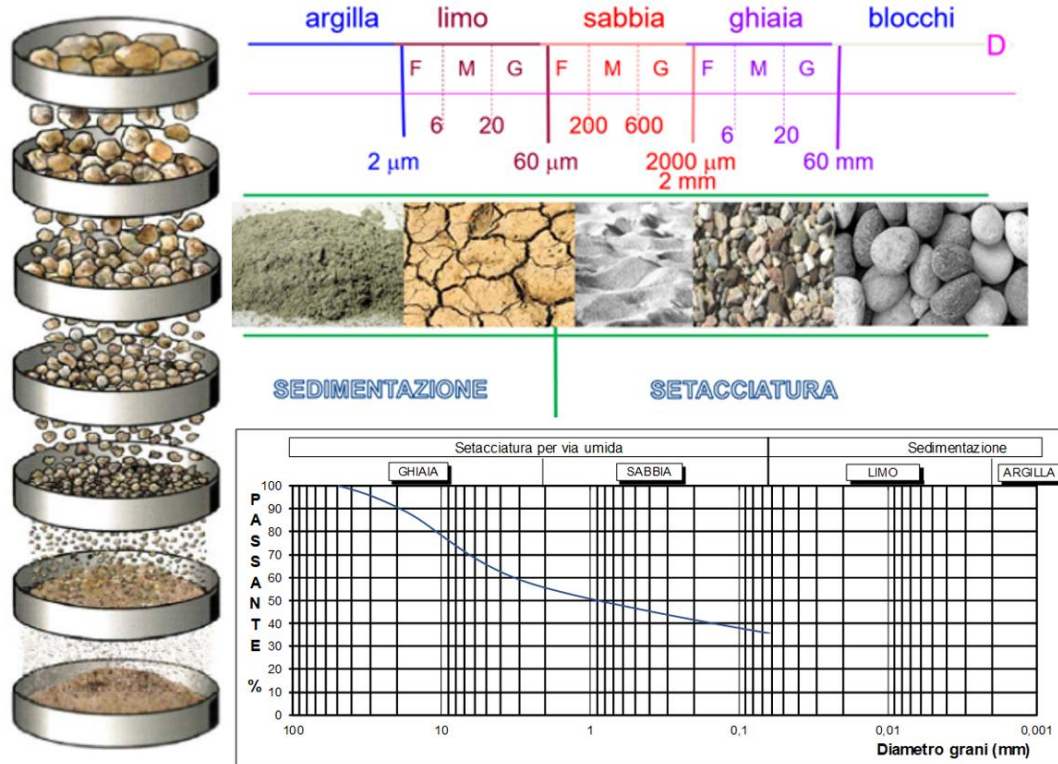 argilla limo sabbia ghiaia blocchi
D
F M G F M G F M G
6 20 200 600 6 20
2 μm 60 μm 2000 μm 60 mm
2 mm
SEDIMENTAZIONE SETACCIATURA
Setacciatura per via umida Sedimentazione
GHIAIA SABBIA LIMO ARGILLA
PASSANTE %
100
90
80
70
60
50
40
30
20
10
0
100 10 1 0,1 0,01 0,001
Diametro grani (mm)